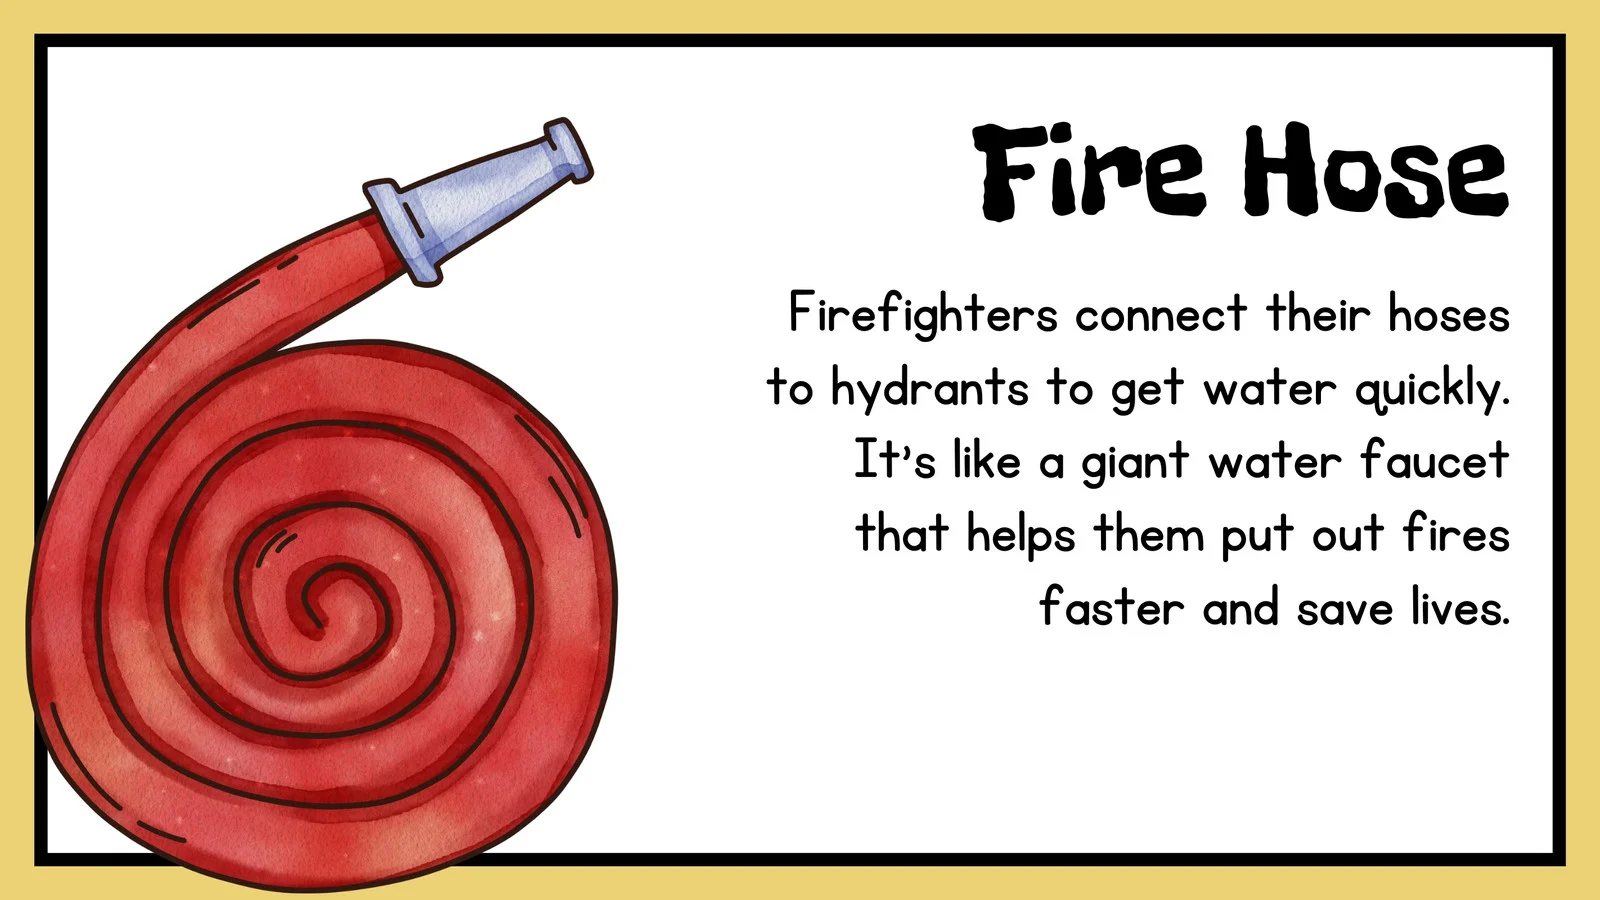 Fire Hose
Firefighters connect their hoses
to hydrants to get water quickly.
It's like a giant water faucet
that helps them put out fires
faster and save lives.